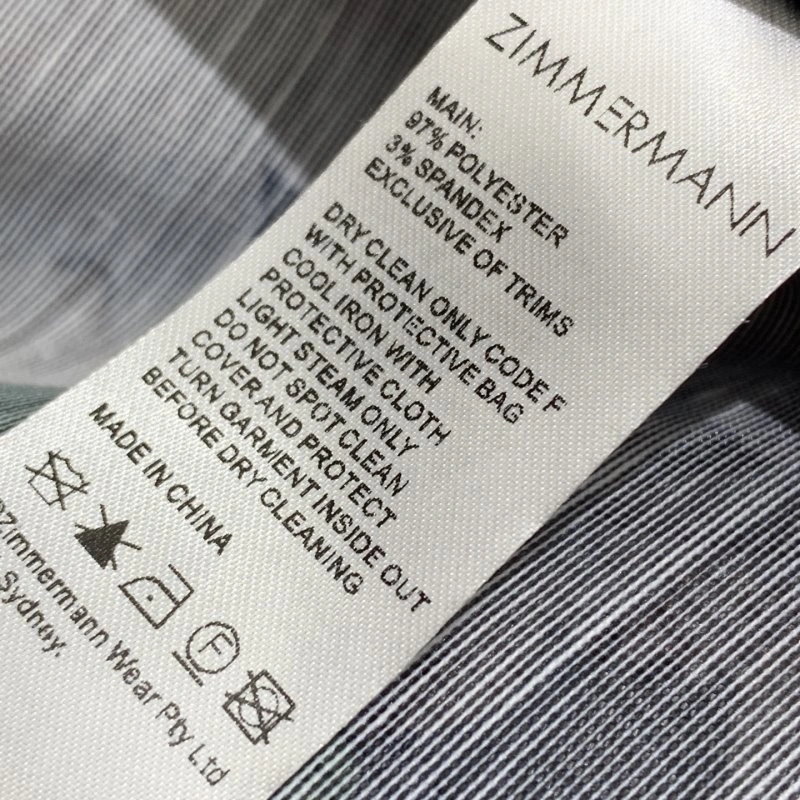 ZIMMERMANN
MAIN:
97% POLYESTER
3% SPANDEX
EXCLUSIVE OF TRIMS
DRY CLEAN ONLY CODE F
WITH PROTECTIVE BAG
COOL IRON WITH
PROTECTIVE CLOTH
LIGHT STEAM ONLY
DO NOT SPOT CLEAN
COVER AND PROTECT
TURN GARMENT INSIDE OUT
BEFORE DRY CLEANING
MADE IN CHINA
F
Zimmermann Wear Pty Ltd
Sydney.